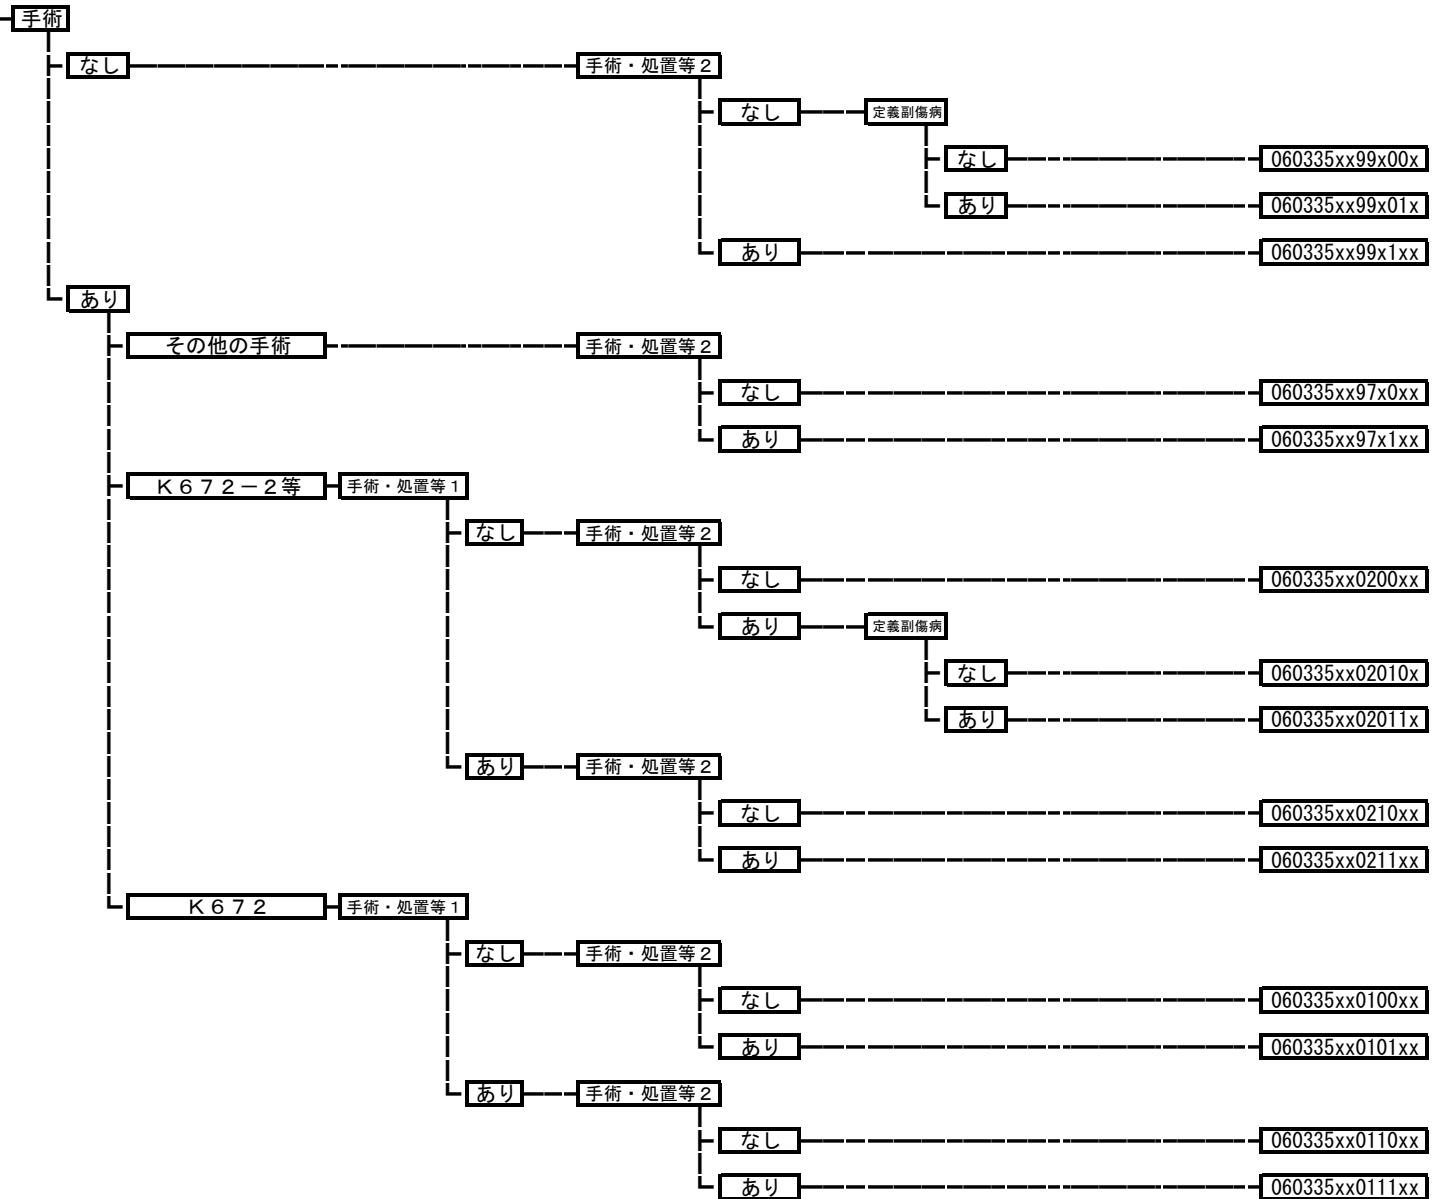 手術
なし 手術・処置等２
なし 定義副傷病
なし 060335xx99x00x
あり 060335xx99x01x
あり 060335xx99x1xx
あり
その他の手術 手術・処置等２
なし 060335xx97x0xx
あり 060335xx97x1xx
Ｋ６７２－２等 手術・処置等１
なし 手術・処置等２
なし 060335xx0200xx
あり 定義副傷病
なし 060335xx02010x
あり 060335xx02011x
あり 手術・処置等２
なし 060335xx0210xx
あり 060335xx0211xx
Ｋ６７２ 手術・処置等１
なし 手術・処置等２
なし 060335xx0100xx
あり 060335xx0101xx
あり 手術・処置等２
なし 060335xx0110xx
あり 060335xx0111xx